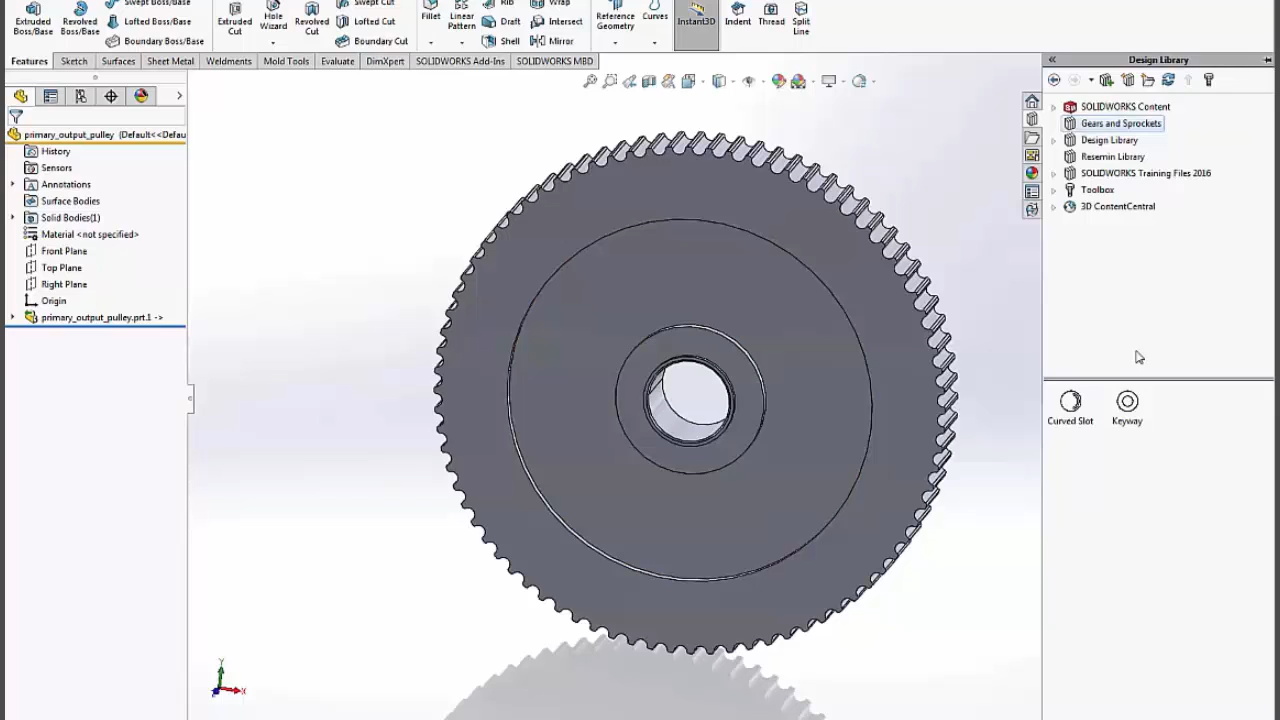 Swept Boss/Base
Extruded Boss/Base
Revolved Boss/Base
Lofted Boss/Base
Boundary Boss/Base
Extruded Cut
Hole Wizard
Revolved Cut
Swept Cut
Lofted Cut
Boundary Cut
Fillet
Linear Pattern
Rib
Draft
Shell
Wrap
Intersect
Mirror
Reference Geometry
Curves
Instant3D
Indent
Thread
Split Line
Features Sketch Surfaces Sheet Metal Weldments Mold Tools Evaluate DimXpert SOLIDWORKS Add-Ins SOLIDWORKS MBD
primary_output_pulley (Default<<Defau
History
Sensors
Annotations
Surface Bodies
Solid Bodies(1)
Material <not specified>
Front Plane
Top Plane
Right Plane
Origin
primary_output_pulley.prt.1 ->
Y
X
Design Library
SOLIDWORKS Content
Gears and Sprockets
Design Library
Resemin Library
SOLIDWORKS Training Files 2016
Toolbox
3D ContentCentral
Curved Slot
Keyway